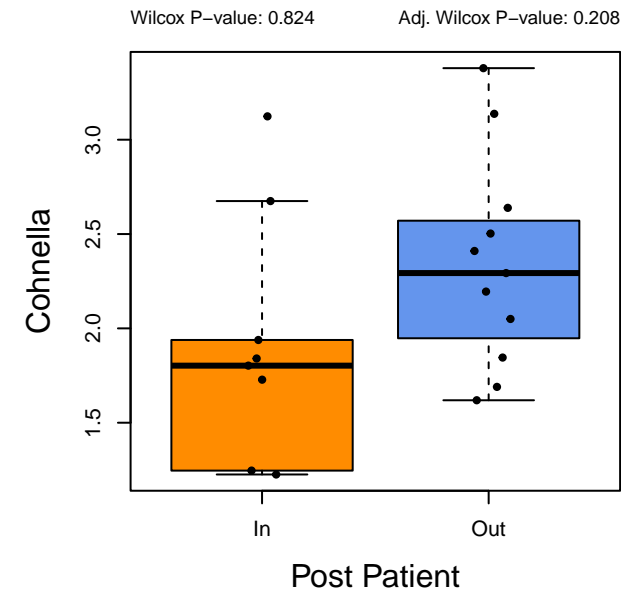 Wilcox P−value: 0.824 Adj. Wilcox P−value: 0.208
3.0
2.5
2.0
1.5
Cohnella
In Out
Post Patient